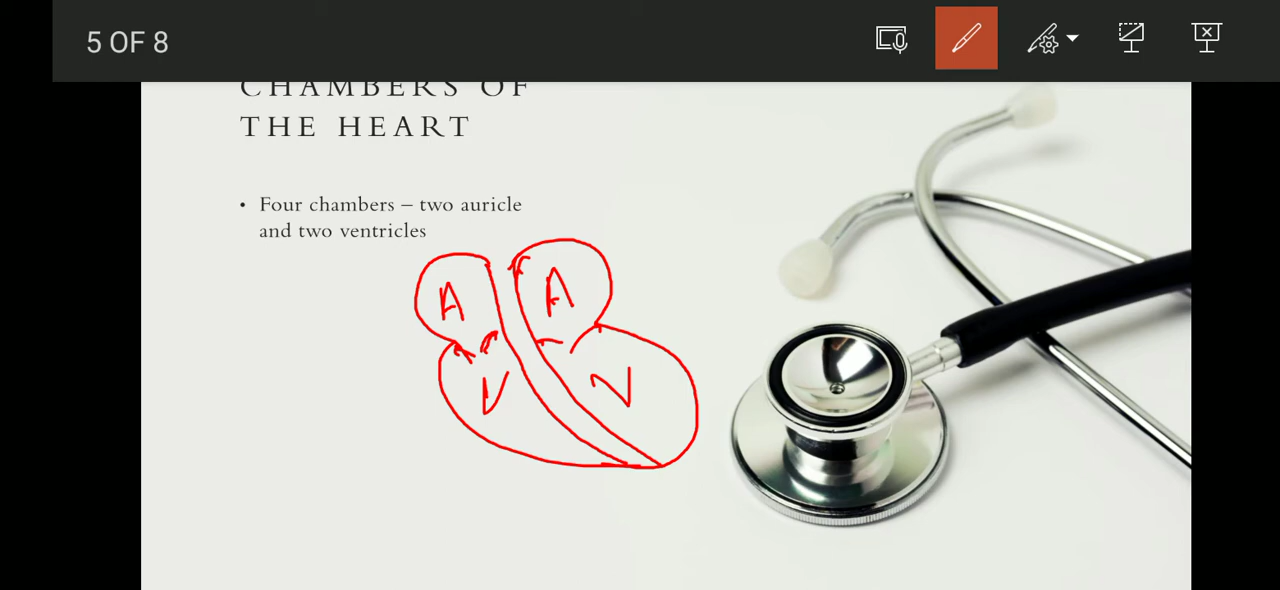 5 OF 8
CHAMBERS OF
THE HEART
• Four chambers – two auricle
and two ventricles
A A
V V